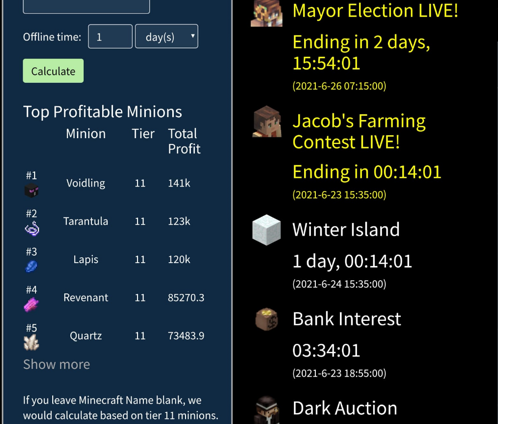 Offline time:
1
day(s)
Calculate
Top Profitable Minions
Minion Tier Total Profit
#1 Voidling 11 141k
#2 Tarantula 11 123k
#3 Lapis 11 120k
#4 Revenant 11 85270.3
#5 Quartz 11 73483.9
Show more
If you leave Minecraft Name blank, we
would calculate based on tier 11 minions.
Mayor Election LIVE!
Ending in 2 days,
15:54:01
(2021-6-26 07:15:00)
Jacob's Farming
Contest LIVE!
Ending in 00:14:01
(2021-6-23 15:35:00)
Winter Island
1 day, 00:14:01
(2021-6-24 15:35:00)
Bank Interest
03:34:01
(2021-6-23 18:55:00)
Dark Auction